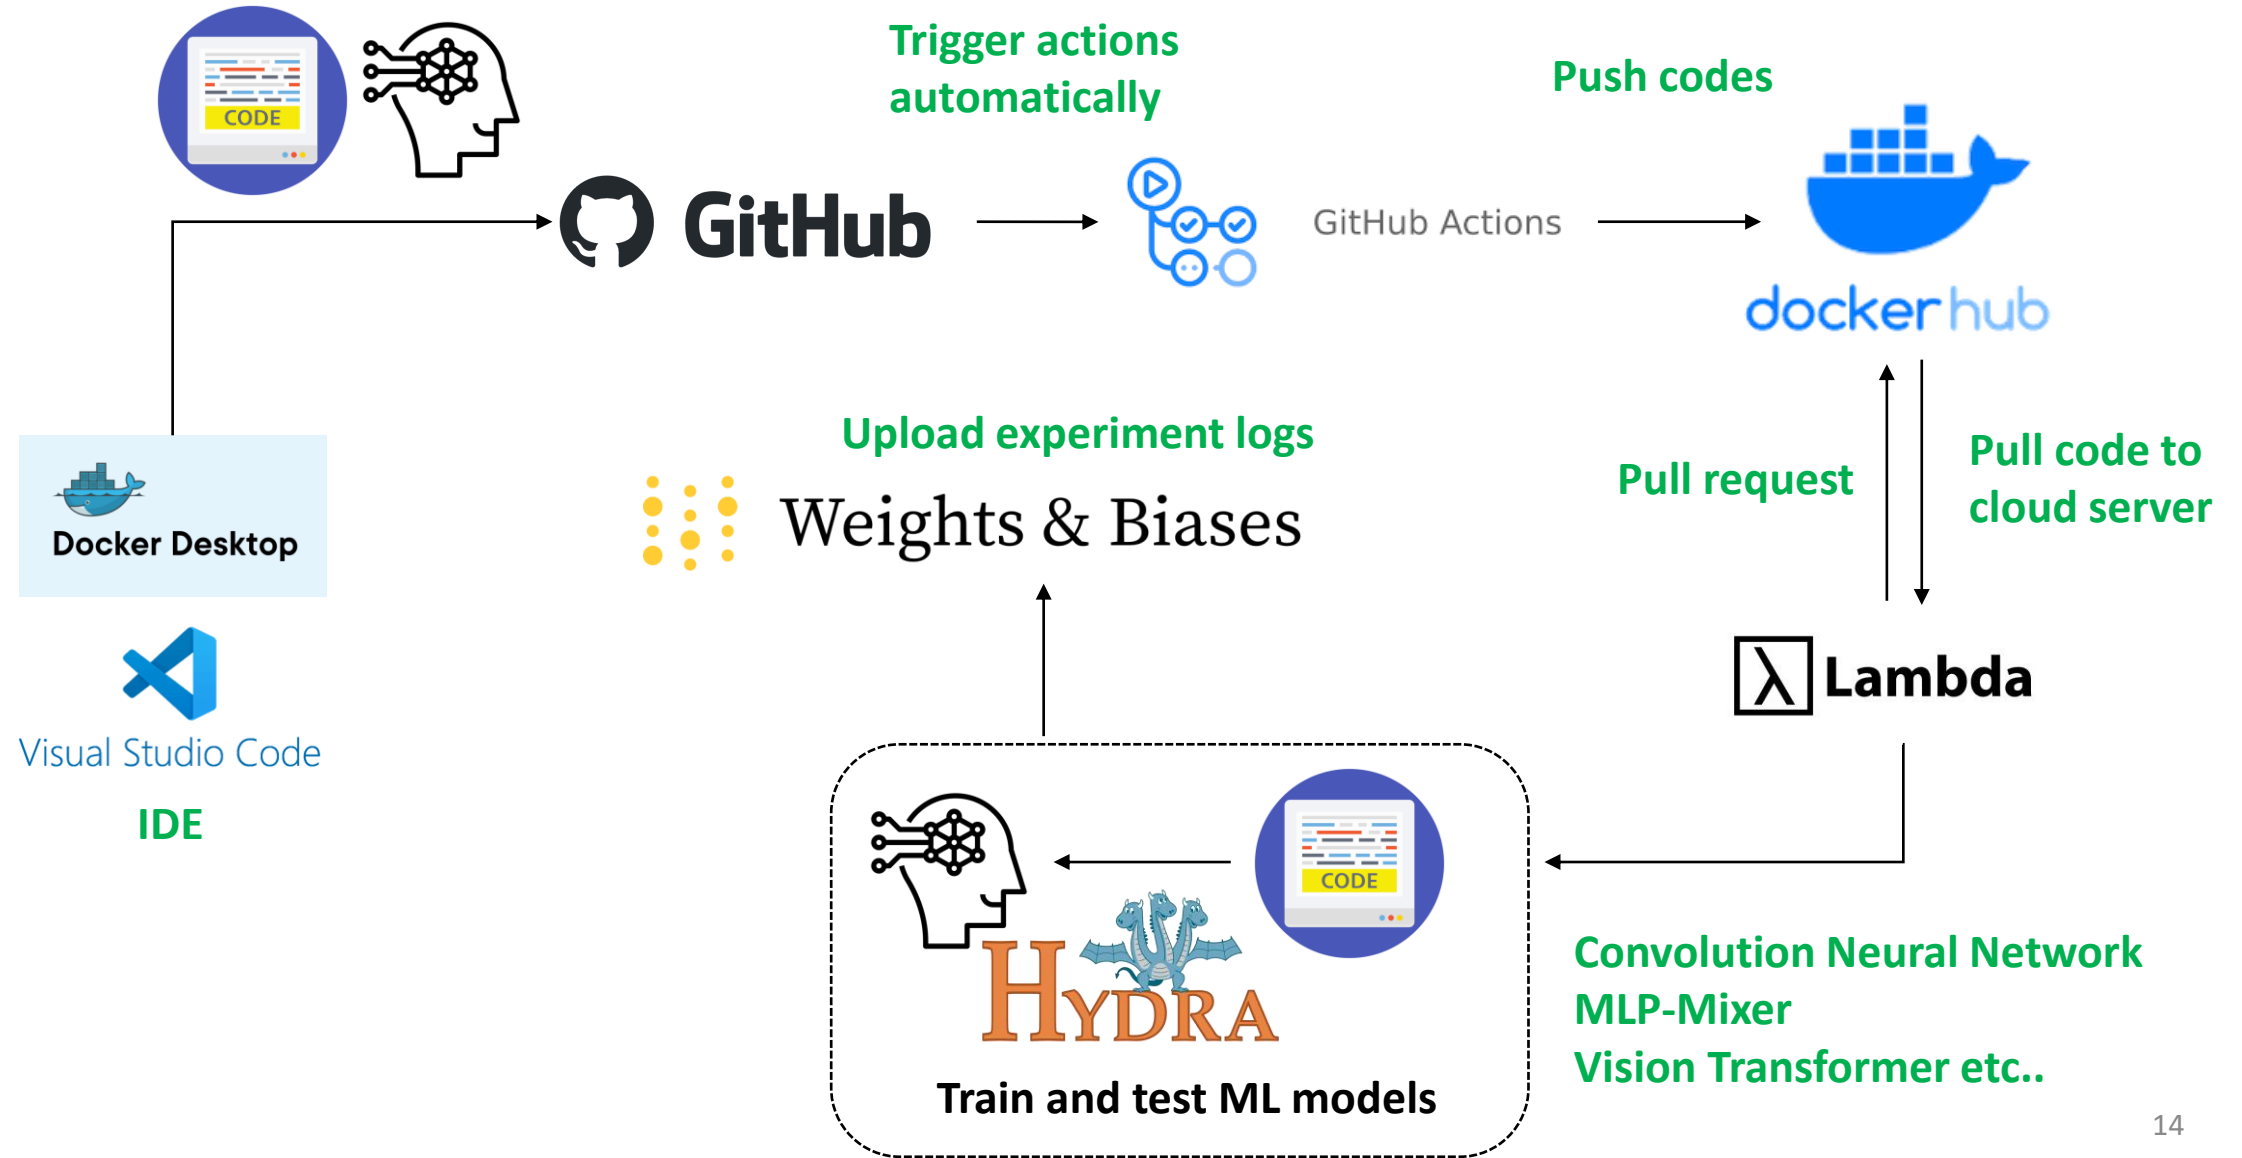 CODE
Trigger actions
automatically
Push codes
GitHub
GitHub Actions
docker hub
Docker Desktop
Visual Studio Code
IDE
Upload experiment logs
Weights & Biases
Pull request
Pull code to
cloud server
λ Lambda
CODE
HYDRA
Train and test ML models
Convolution Neural Network
MLP-Mixer
Vision Transformer etc..
14